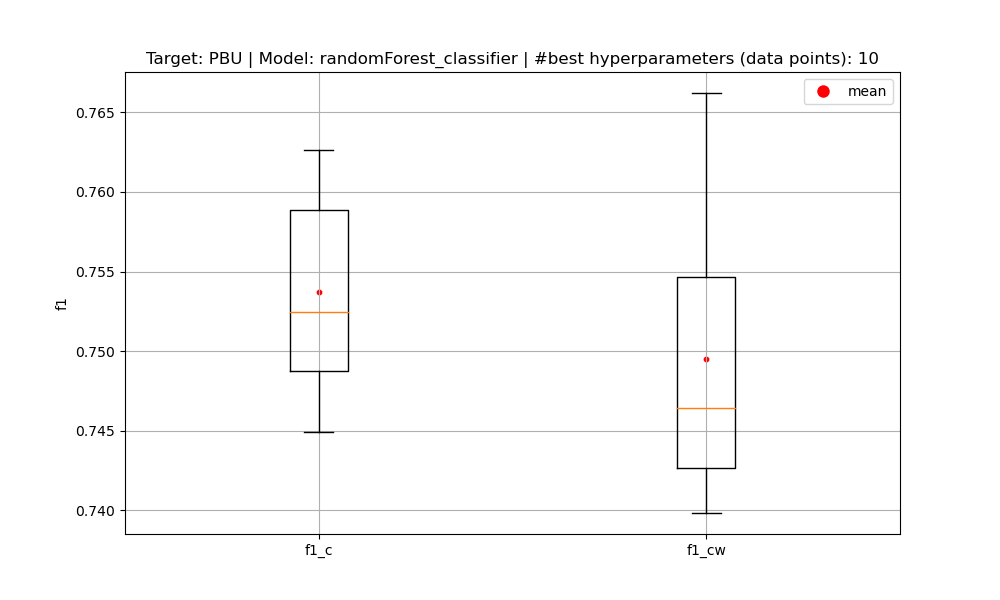 Target: PBU | Model: randomForest_classifier | #best hyperparameters (data points): 10
mean
0.765
0.760
0.755
0.750
0.745
0.740
f1
f1_c
f1_cw